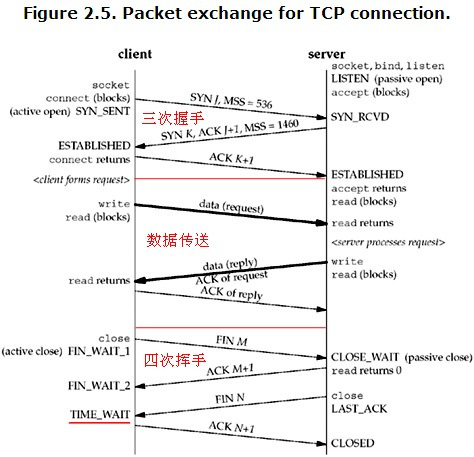 Figure 2.5. Packet exchange for TCP connection.
client
server
socket, bind, listen
LISTEN (passive open)
accept (blocks)
socket
connect (blocks)
(active open) SYN_SENT
SYN J, MSS = 536
三次握手
SYN_RCVD
SYN K, ACK J+1, MSS = 1460
ESTABLISHED
connect returns
ACK K+1
<client forms request>
ESTABLISHED
accept returns
read (blocks)
write
read (blocks)
data (request)
read returns
数据传送
<server processes request>
data (reply)
ACK of request
write
read (blocks)
read returns
ACK of reply
close
(active close) FIN_WAIT_1
FIN M
四次挥手
CLOSE_WAIT (passive close)
read returns 0
ACK M+1
FIN_WAIT_2
close
FIN N
LAST_ACK
TIME_WAIT
ACK N+1
CLOSED